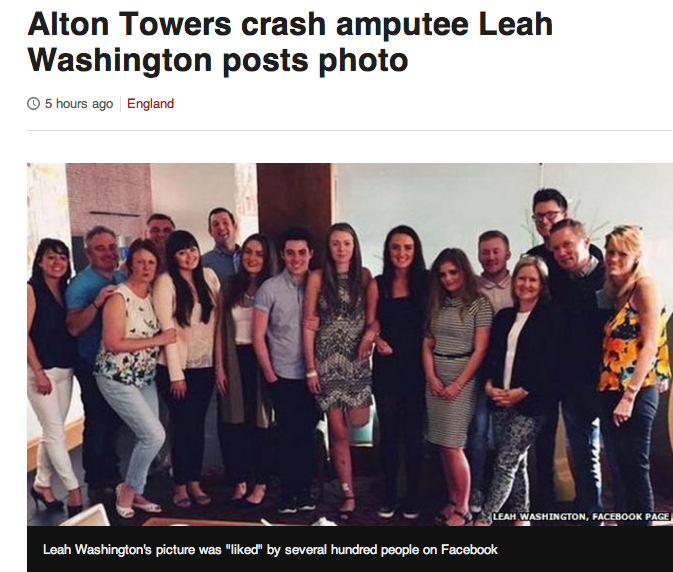 Alton Towers crash amputee Leah
Washington posts photo
5 hours ago England
LEAH WASHINGTON, FACEBOOK PAGE
Leah Washington's picture was "liked" by several hundred people on Facebook